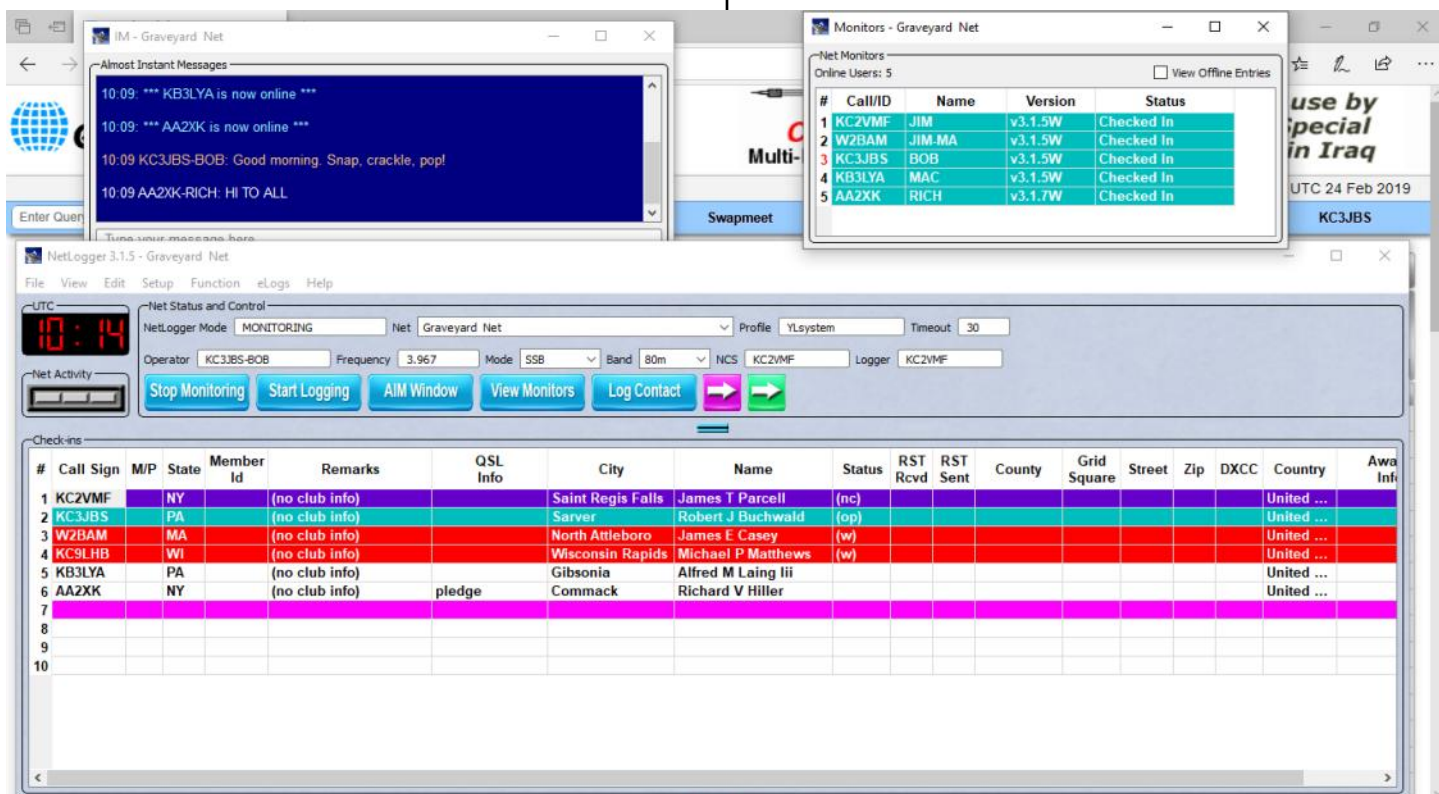 IM - Graveyard Net
Almost Instant Messages
10:09: *** KB3LYA is now online ***
10:09: *** AA2XK is now online ***
10:09 KC3JBS-BOB: Good morning. Snap, crackle, pop!
10:09 AA2XK-RICH: HI TO ALL
Type your message here
Monitors - Graveyard Net
Net Monitors
Online Users: 5
View Offline Entries
# Call/ID Name Version Status
1 KC2VMF JIM v3.1.5W Checked In
2 W2BAM JIM-MA v3.1.5W Checked In
3 KC3JBS BOB v3.1.5W Checked In
4 KB3LYA MAC v3.1.5W Checked In
5 AA2XK RICH v3.1.7W Checked In
Multi-
use by
in Iraq
UTC 24 Feb 2019
Enter Quer
Swapmeet
KC3JBS
NetLogger 3.1.5 - Graveyard Net
File View Edit Setup Function eLogs Help
UTC
10:14
Net Status and Control
NetLogger Mode MONITORING Net Graveyard Net Profile YLsystem Timeout 30
Operator KC3JBS-BOB Frequency 3.967 Mode SSB Band 80m NCS KC2VMF Logger KC2VMF
Net Activity
Stop Monitoring Start Logging AIM Window View Monitors Log Contact
Check-ins
# Call Sign M/P State Member Id Remarks QSL Info City Name Status RST Rcvd RST Sent County Grid Square Street Zip DXCC Country Awa Inf
1 KC2VMF NY (no club info) Saint Regis Falls James T Parcell (nc) United ...
2 KC3JBS PA (no club info) Sarver Robert J Buchwald (op) United ...
3 W2BAM MA (no club info) North Attleboro James E Casey (w) United ...
4 KC9LHB WI (no club info) Wisconsin Rapids Michael P Matthews (w) United ...
5 KB3LYA PA (no club info) Gibsonia Alfred M Laing Iii United ...
6 AA2XK NY (no club info) pledge Commack Richard V Hiller United ...
7
8
9
10